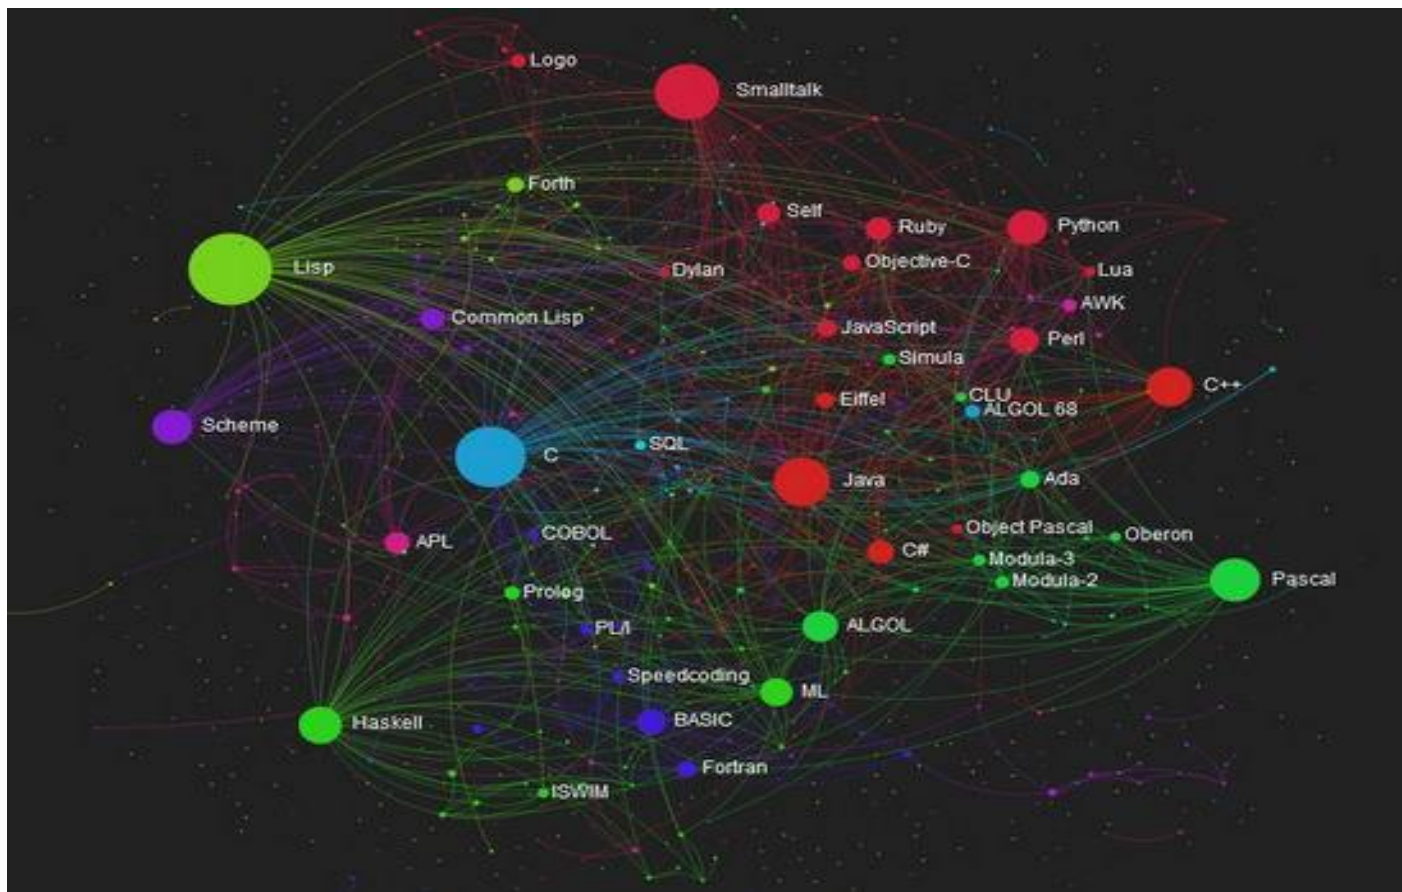 Logo
Smalltalk
Forth
Self
Ruby
Python
Lisp
Dylan
Objective-C
Lua
Common Lisp
AWK
JavaScript
Perl
Simula
C++
Eiffel
CLU
ALGOL 68
Scheme
C
SQL
Java
Ada
APL
COBOL
Object Pascal
Oberon
C#
Modula-3
Modula-2
Pascal
Prolog
PL/I
ALGOL
Speedcoding
ML
Haskell
BASIC
Fortran
ISWIM